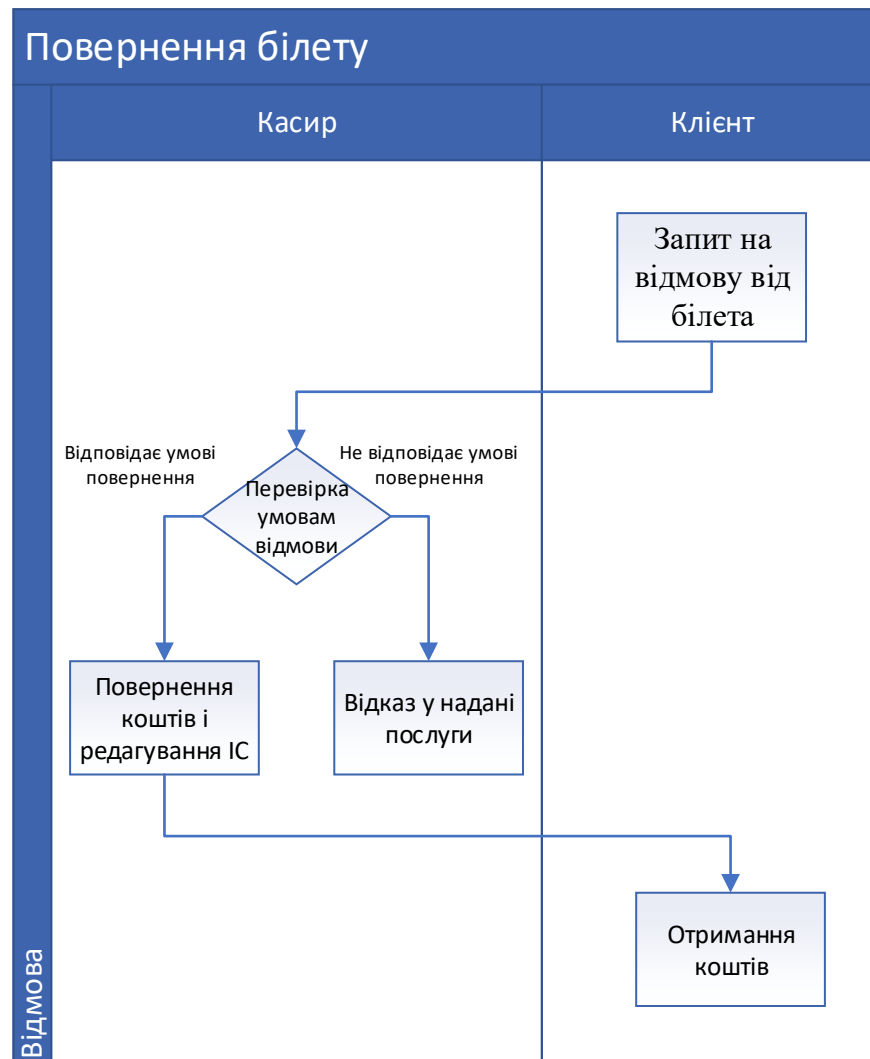 Повернення білету
Касир
Клієнт
Запит на
відмову від
білета
Відповідає умові
повернення
Не відповідає умові
повернення
Перевірка
умовам
відмови
Повернення
коштів і
редагування ІС
Відказ у надані
послуги
Отримання
коштів
Відмова